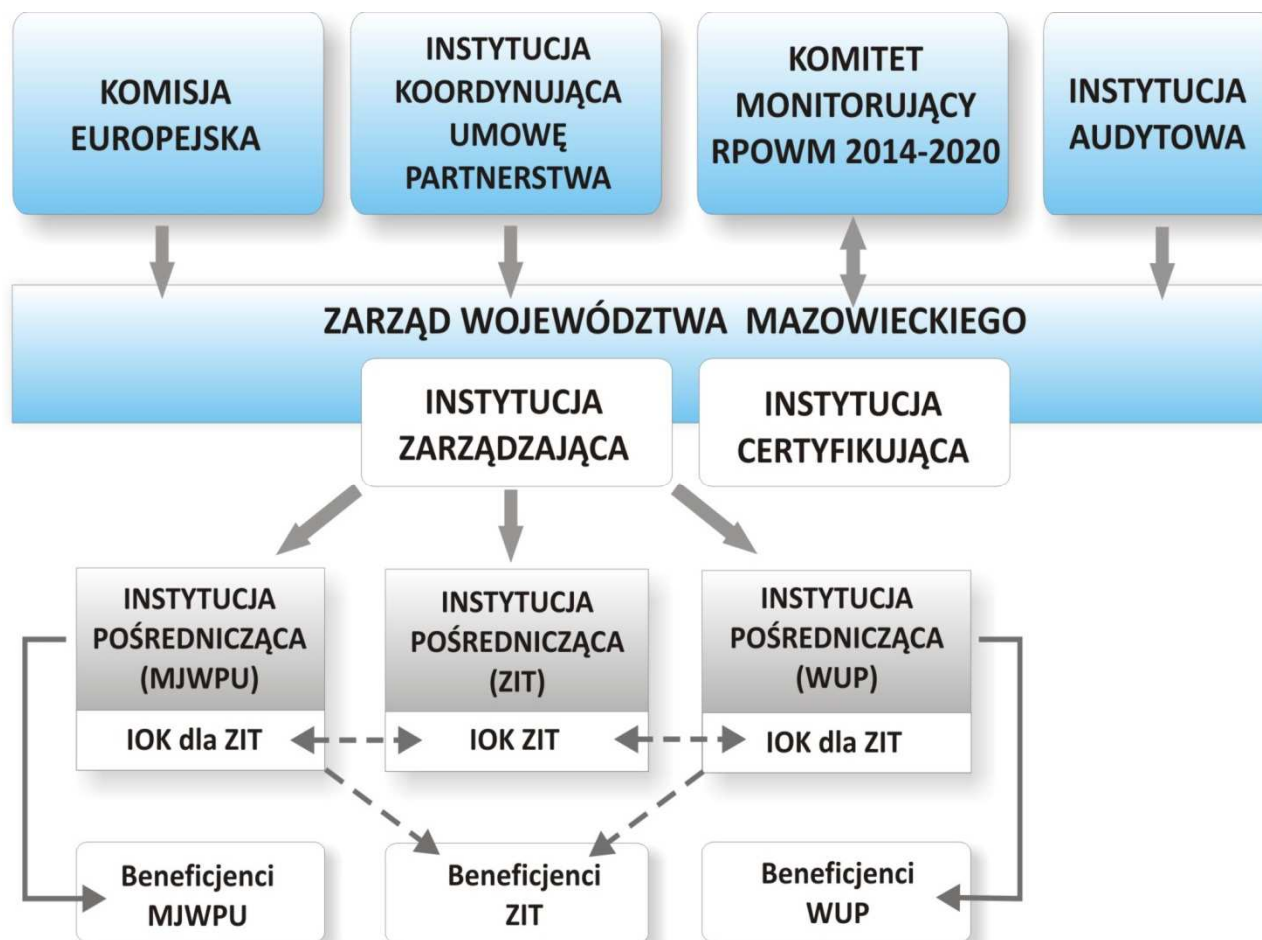 KOMISJA
EUROPEJSKA
INSTYTUCJA
KOORDYNUJĄCA
UMOWĘ
PARTNERSTWA
KOMITET
MONITORUJĄCY
RPOWM 2014-2020
INSTYTUCJA
AUDYTOWA
ZARZĄD WOJEWÓDZTWA MAZOWIECKIEGO
INSTYTUCJA
ZARZĄDZAJĄCA
INSTYTUCJA
CERTYFIKUJĄCA
INSTYTUCJA
POŚREDNICZĄCA
(MJWPU)
IOK dla ZIT
INSTYTUCJA
POŚREDNICZĄCA
(ZIT)
IOK ZIT
INSTYTUCJA
POŚREDNICZĄCA
(WUP)
IOK dla ZIT
Beneficjenci
MJWPU
Beneficjenci
ZIT
Beneficjenci
WUP